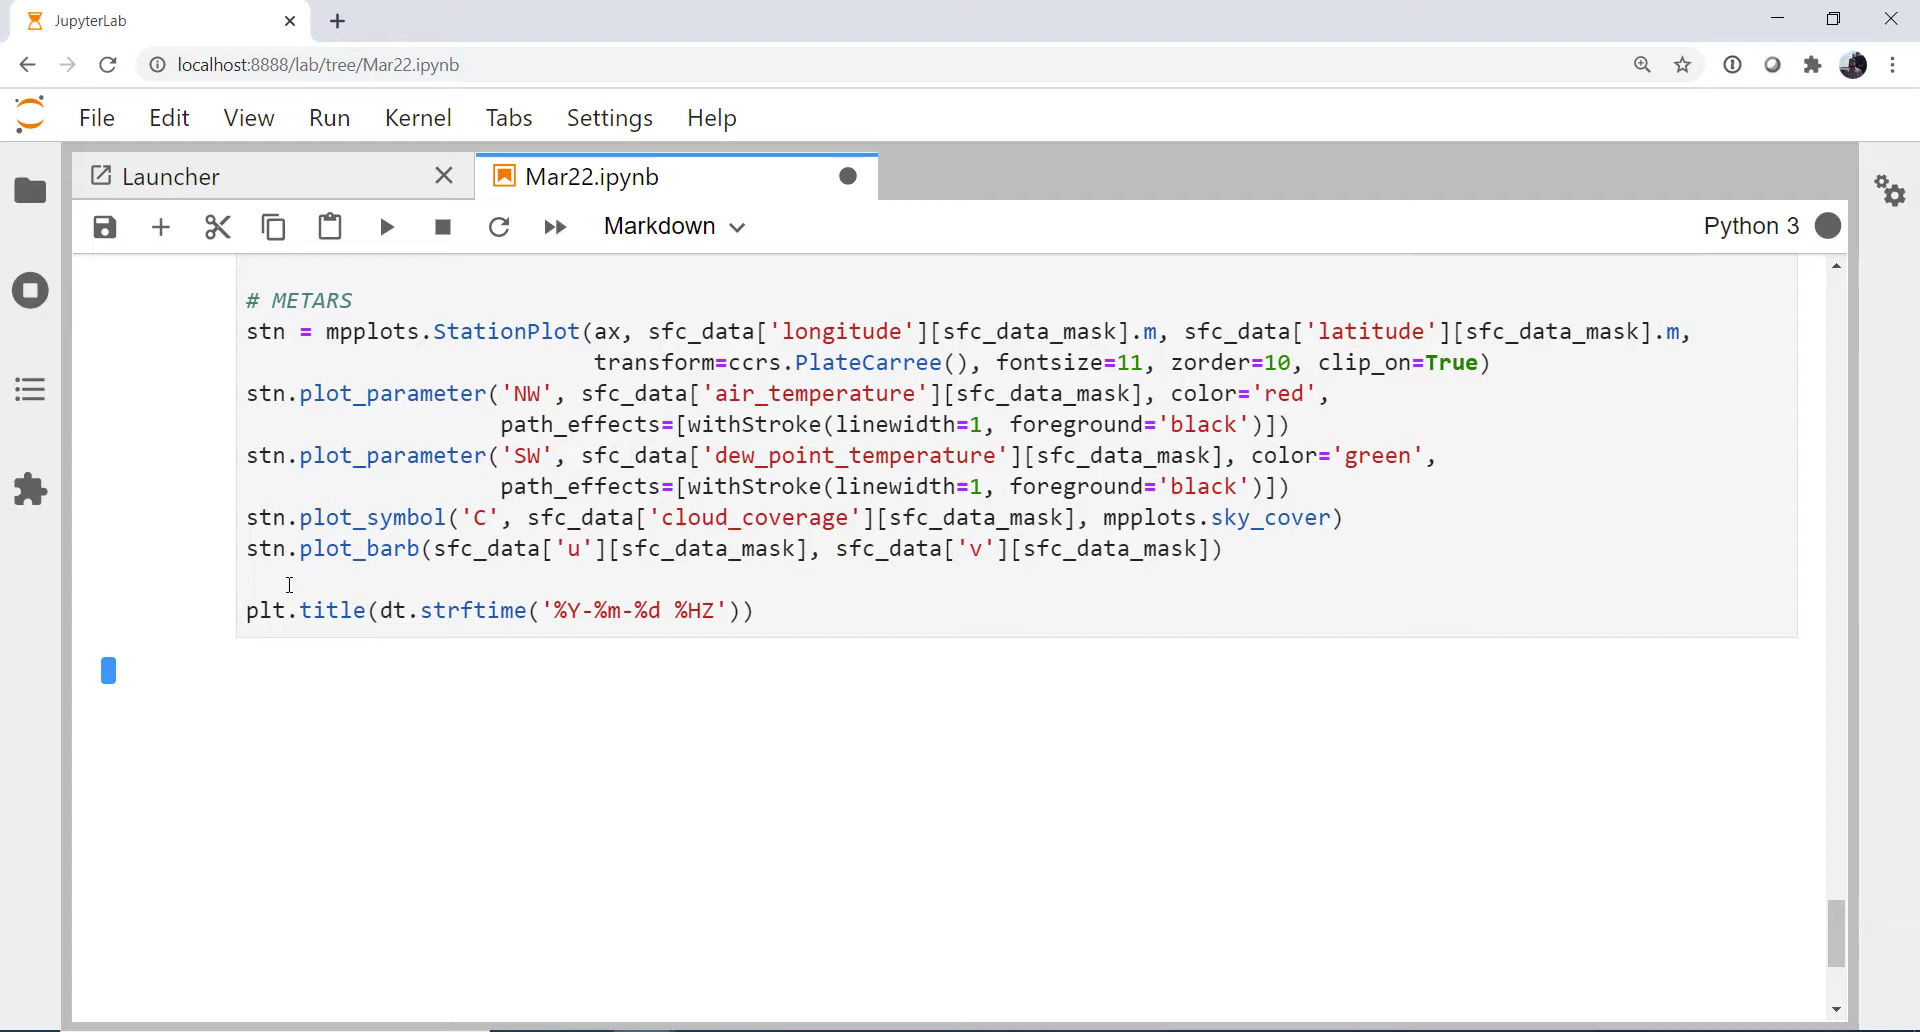 JupyterLab
localhost:8888/lab/tree/Mar22.ipynb
File Edit View Run Kernel Tabs Settings Help
Launcher Mar22.ipynb
Markdown Python 3
# METARS
stn = mpplots.StationPlot(ax, sfc_data['longitude'][sfc_data_mask].m, sfc_data['latitude'][sfc_data_mask].m,
transform=ccrs.PlateCarree(), fontsize=11, zorder=10, clip_on=True)
stn.plot_parameter('NW', sfc_data['air_temperature'][sfc_data_mask], color='red',
path_effects=[withStroke(linewidth=1, foreground='black')])
stn.plot_parameter('SW', sfc_data['dew_point_temperature'][sfc_data_mask], color='green',
path_effects=[withStroke(linewidth=1, foreground='black')])
stn.plot_symbol('C', sfc_data['cloud_coverage'][sfc_data_mask], mpplots.sky_cover)
stn.plot_barb(sfc_data['u'][sfc_data_mask], sfc_data['v'][sfc_data_mask])
plt.title(dt.strftime('%Y-%m-%d %HZ'))